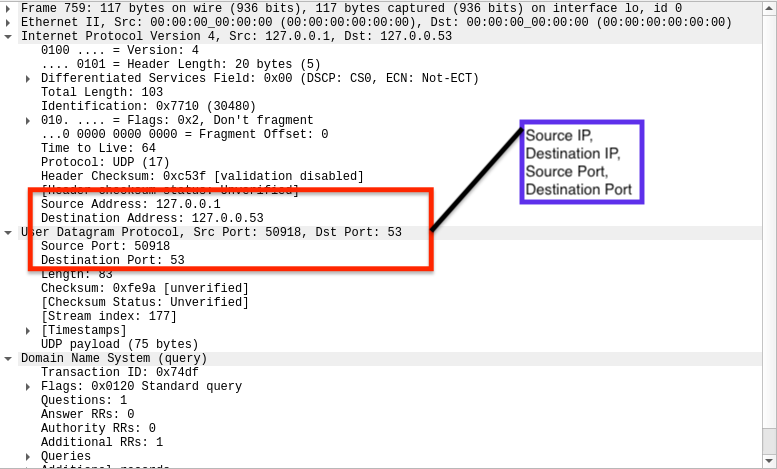 Frame 759: 117 bytes on wire (936 bits), 117 bytes captured (936 bits) on interface lo, id 0
Ethernet II, Src: 00:00:00_00:00:00 (00:00:00:00:00:00), Dst: 00:00:00_00:00:00 (00:00:00:00:00:00)
Internet Protocol Version 4, Src: 127.0.0.1, Dst: 127.0.0.53
0100 .... = Version: 4
.... 0101 = Header Length: 20 bytes (5)
Differentiated Services Field: 0x00 (DSCP: CS0, ECN: Not-ECT)
Total Length: 103
Identification: 0x7710 (30480)
010. .... = Flags: 0x2, Don't fragment
...0 0000 0000 0000 = Fragment Offset: 0
Time to Live: 64
Protocol: UDP (17)
Header Checksum: 0xc53f [validation disabled]
[Header checksum status: Unverified]
Source Address: 127.0.0.1
Destination Address: 127.0.0.53
User Datagram Protocol, Src Port: 50918, Dst Port: 53
Source Port: 50918
Destination Port: 53
Length: 83
Checksum: 0xfe9a [unverified]
[Checksum Status: Unverified]
[Stream index: 177]
[Timestamps]
UDP payload (75 bytes)
Domain Name System (query)
Transaction ID: 0x74df
Flags: 0x0120 Standard query
Questions: 1
Answer RRs: 0
Authority RRs: 0
Additional RRs: 1
Queries
Additional records
Source IP,
Destination IP,
Source Port,
Destination Port